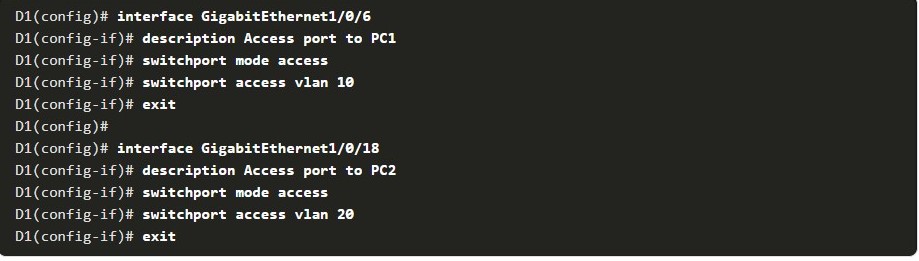 D1(config)# interface GigabitEthernet1/0/6
D1(config-if)# description Access port to PC1
D1(config-if)# switchport mode access
D1(config-if)# switchport access vlan 10
D1(config-if)# exit
D1(config)#
D1(config)# interface GigabitEthernet1/0/18
D1(config-if)# description Access port to PC2
D1(config-if)# switchport mode access
D1(config-if)# switchport access vlan 20
D1(config-if)# exit